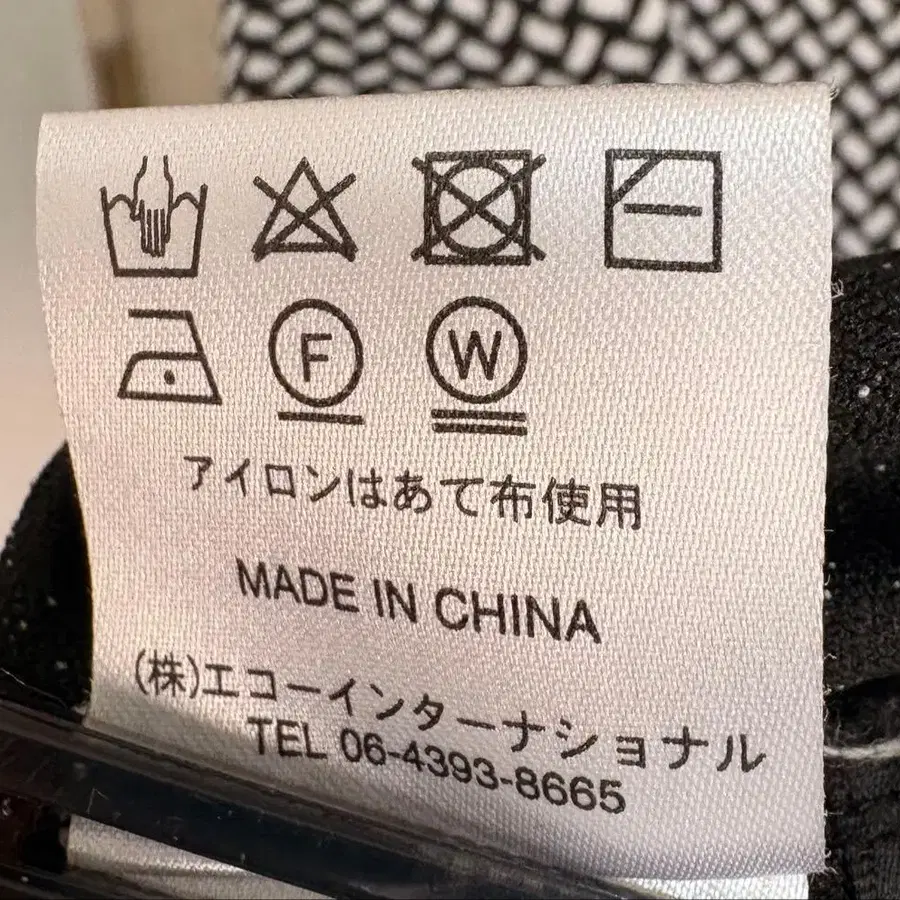 F W
アイロンはあて布使用
MADE IN CHINA
(株)エコーインターナショナル
TEL 06-4393-8665